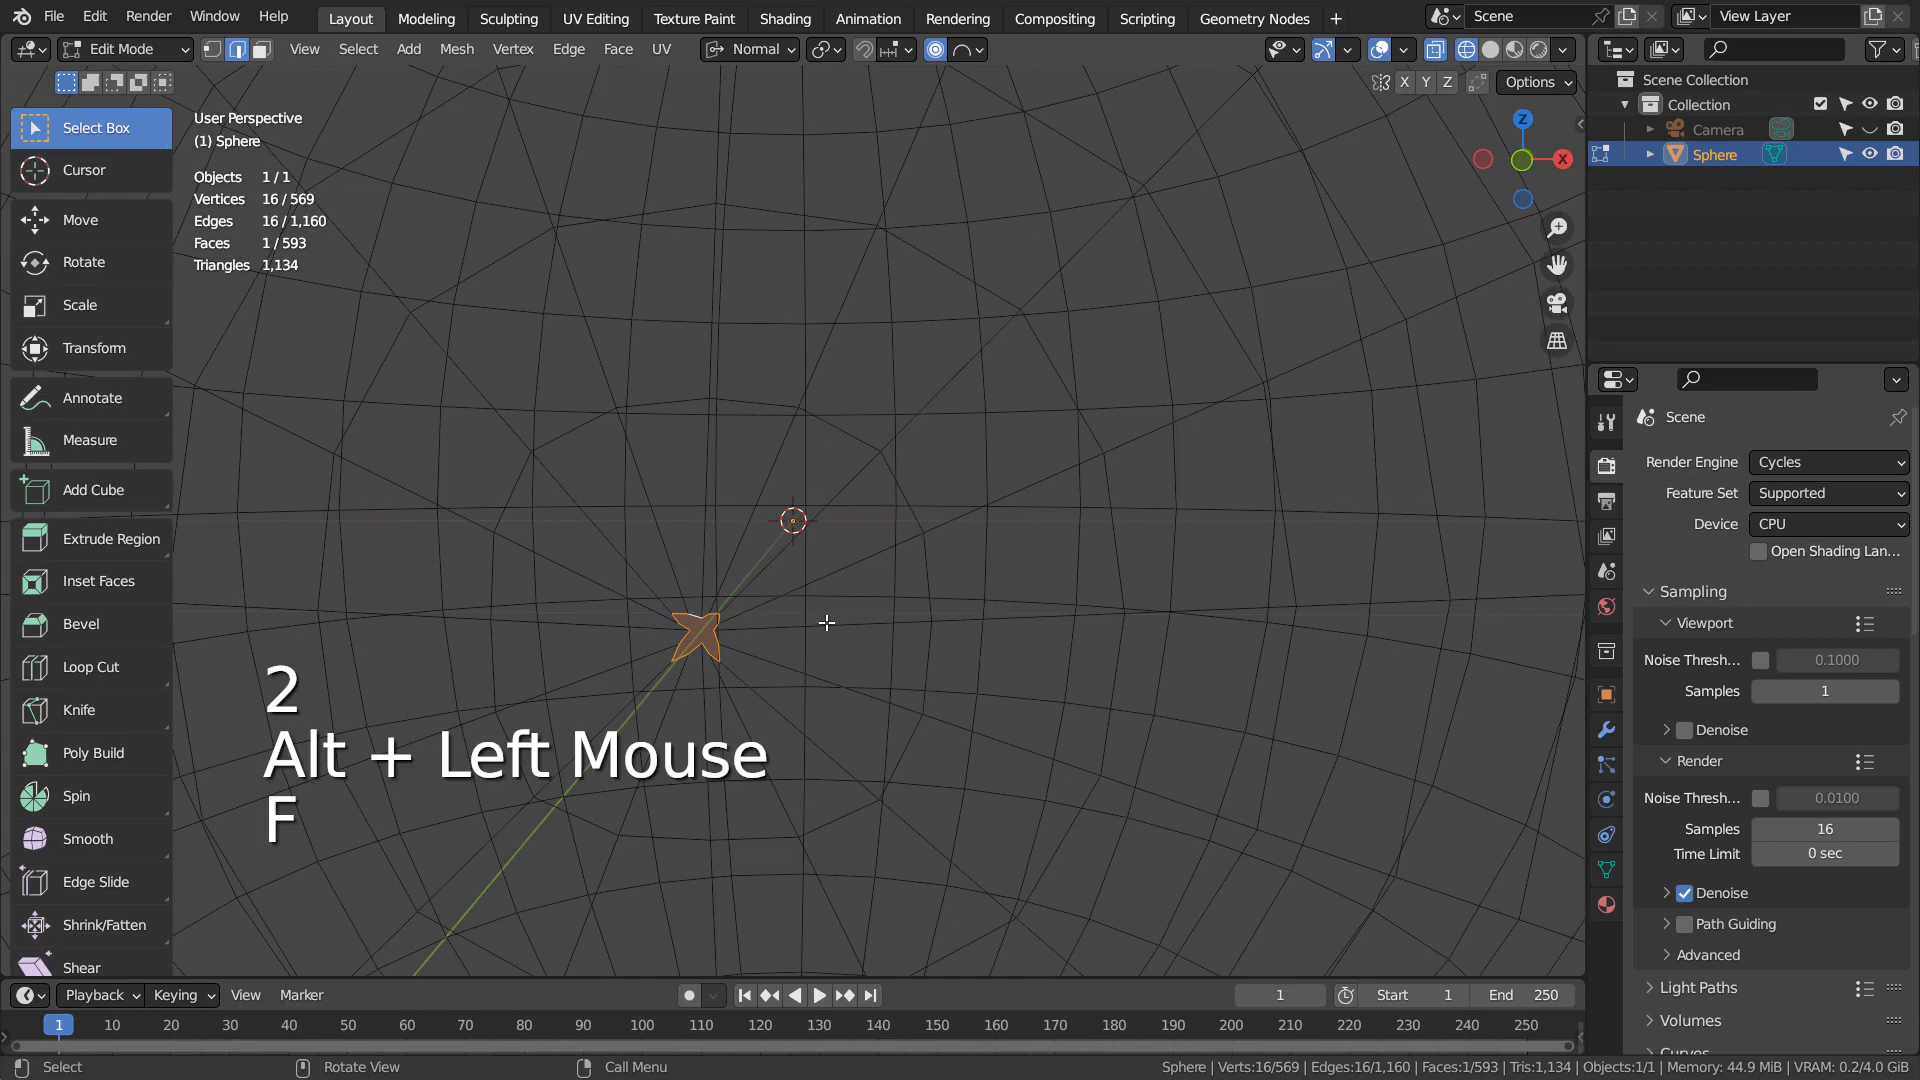 File Edit Render Window Help Layout Modeling Sculpting UV Editing Texture Paint Shading Animation Rendering Compositing Scripting Geometry Nodes + Scene View Layer
Edit Mode View Select Add Mesh Vertex Edge Face UV Normal
X Y Z Options
Select Box
Cursor
Move
Rotate
Scale
Transform
Annotate
Measure
Add Cube
Extrude Region
Inset Faces
Bevel
Loop Cut
Knife
Poly Build
Spin
Smooth
Edge Slide
Shrink/Fatten
Shear
User Perspective
(1) Sphere
Objects 1 / 1
Vertices 16 / 569
Edges 16 / 1,160
Faces 1 / 593
Triangles 1,134
Z
X
2
Alt + Left Mouse
F
Scene Collection
Collection
Camera
Sphere
Scene
Render Engine Cycles
Feature Set Supported
Device CPU
Open Shading Lan...
Sampling
Viewport
Noise Thresh... 0.1000
Samples 1
Denoise
Render
Noise Thresh... 0.0100
Samples 16
Time Limit 0 sec
Denoise
Path Guiding
Advanced
Light Paths
Volumes
Curves
Playback Keying View Marker 1 Start 1 End 250
1 10 20 30 40 50 60 70 80 90 100 110 120 130 140 150 160 170 180 190 200 210 220 230 240 250
Select Rotate View Call Menu Sphere | Verts:16/569 | Edges:16/1,160 | Faces:1/593 | Tris:1,134 | Objects:1/1 | Memory: 44.9 MiB | VRAM: 0.2/4.0 GiB